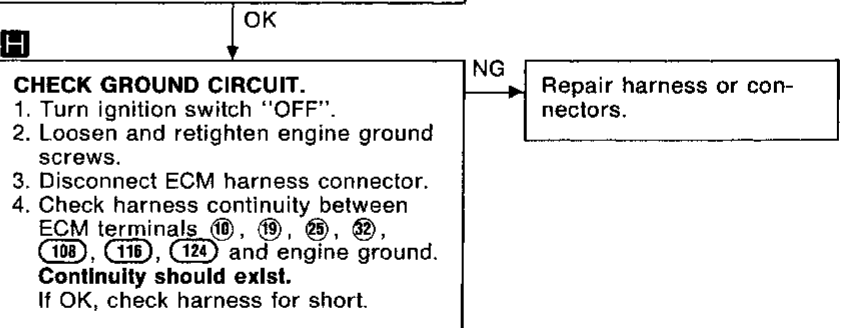 OK
H
CHECK GROUND CIRCUIT.
1. Turn ignition switch "OFF".
2. Loosen and retighten engine ground
screws.
3. Disconnect ECM harness connector.
4. Check harness continuity between
ECM terminals 10, 19, 25, 32,
108, 116, 124 and engine ground.
Continuity should exist.
If OK, check harness for short.
NG
Repair harness or con-
nectors.